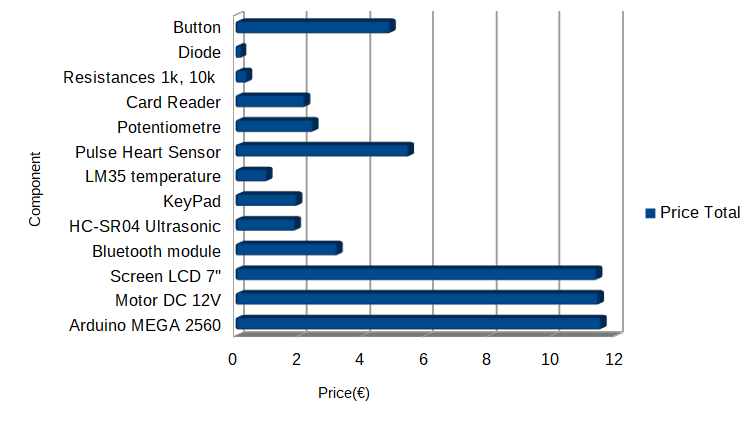 Button
Diode
Resistances 1k, 10k
Card Reader
Potentiometre
Pulse Heart Sensor
LM35 temperature
KeyPad
HC-SR04 Ultrasonic
Bluetooth module
Screen LCD 7"
Motor DC 12V
Arduino MEGA 2560
Component
Price Total
0 2 4 6 8 10 12
Price(€)